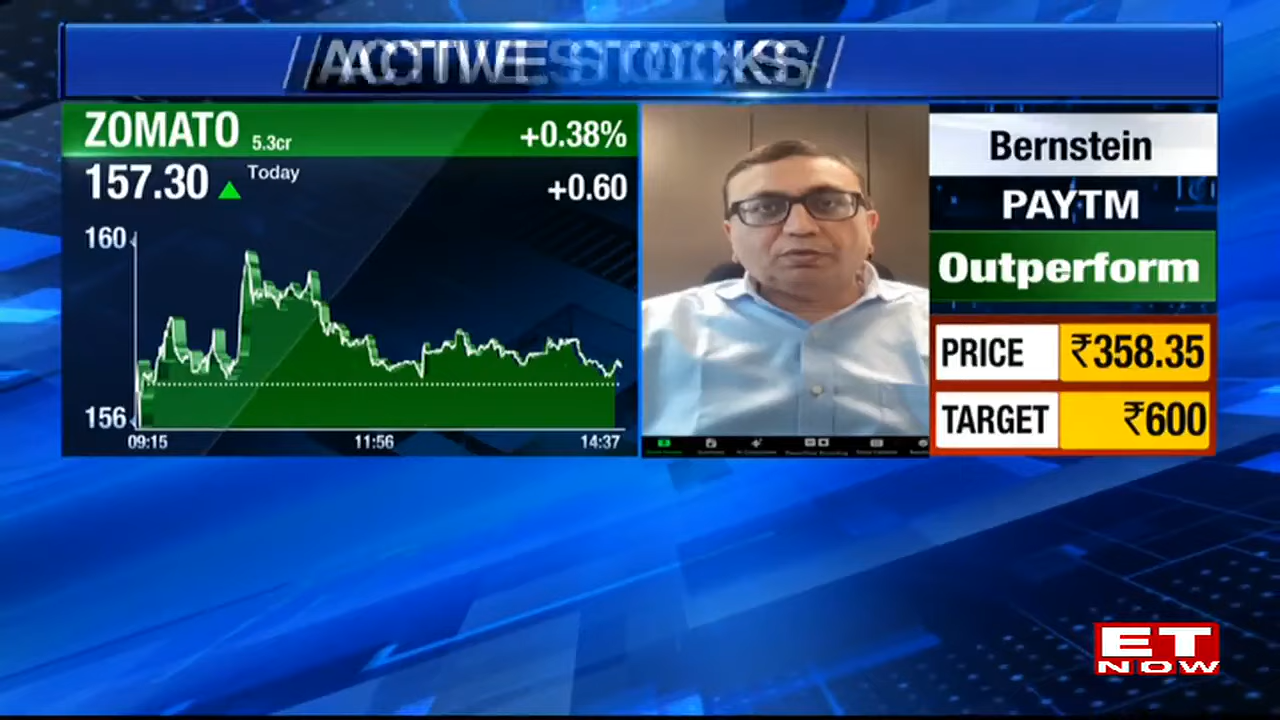 ZOMATO 5.3cr +0.38%
157.30 Today +0.60
160
156
09:15 11:56 14:37
Bernstein
PAYTM
Outperform
PRICE ₹358.35
TARGET ₹600
ET
NOW